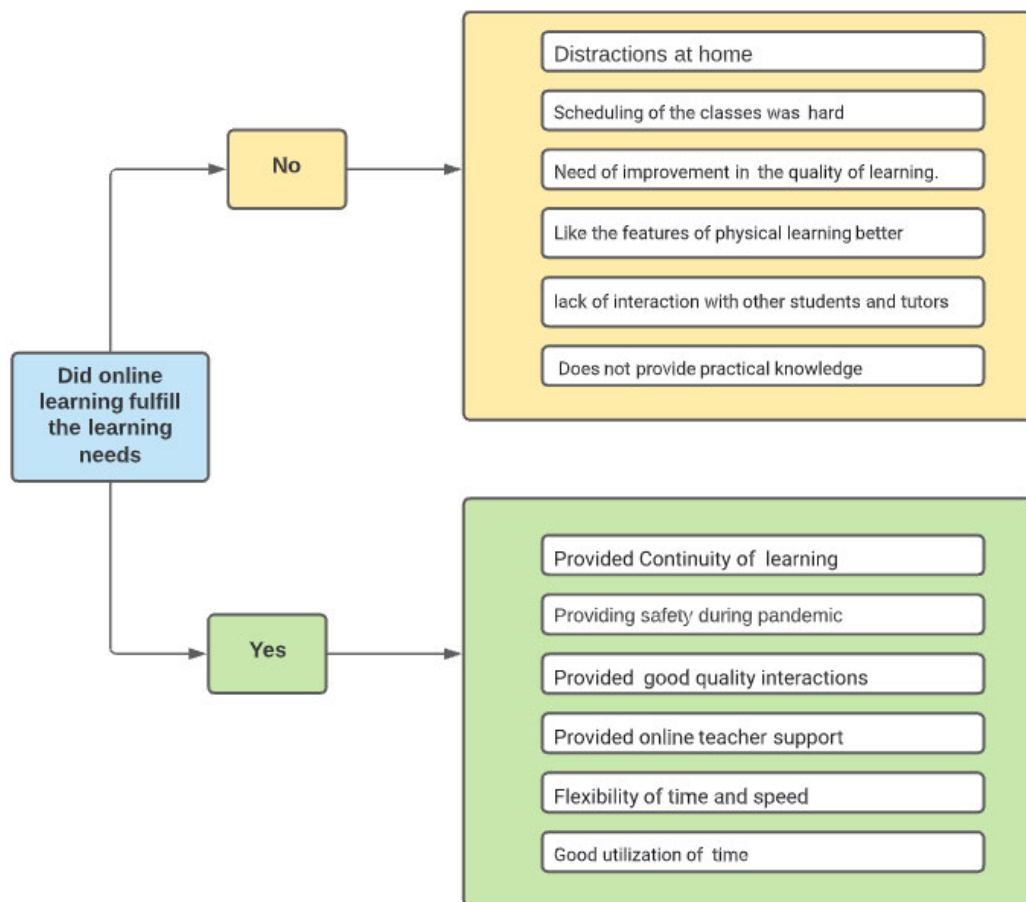 Distractions at home
Scheduling of the classes was hard
No
Need of improvement in the quality of learning.
Like the features of physical learning better
lack of interaction with other students and tutors
Does not provide practical knowledge
Did online
learning fulfill
the learning
needs
Provided Continuity of learning
Providing safety during pandemic
Yes
Provided good quality interactions
Provided online teacher support
Flexibility of time and speed
Good utilization of time